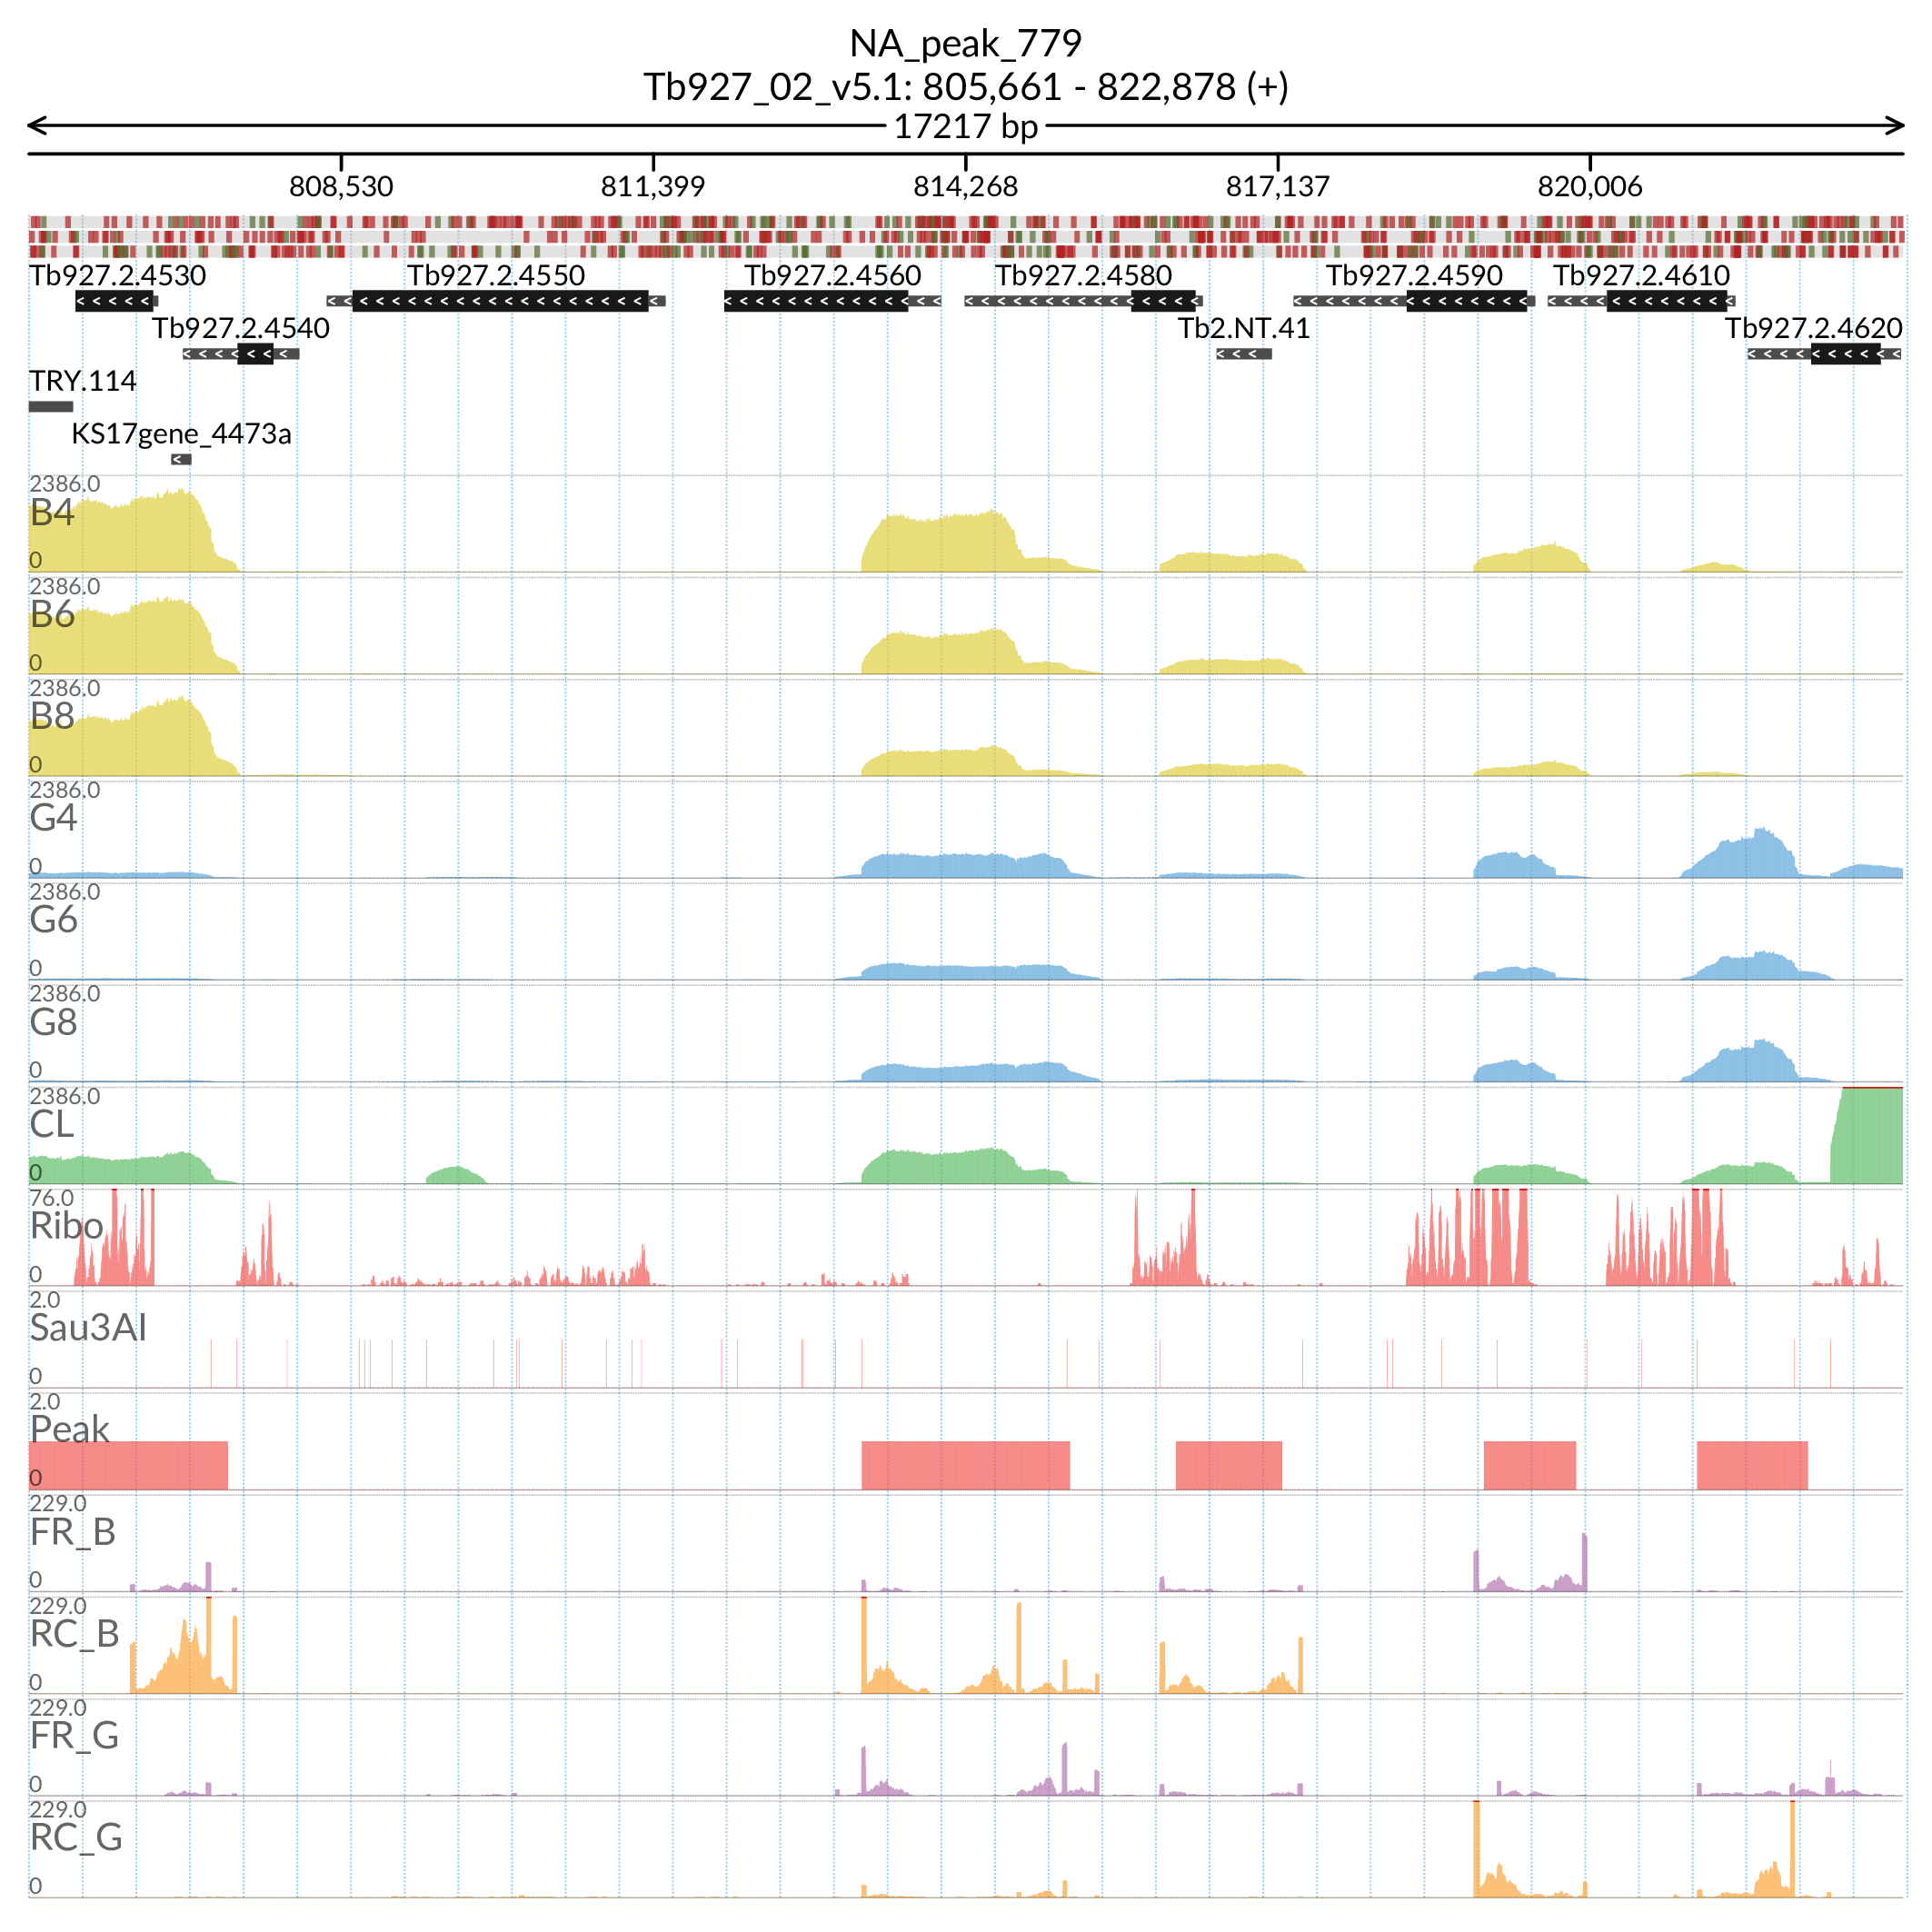 NA_peak_779
Tb927_02_v5.1: 805,661 - 822,878 (+)
17217 bp
808,530 811,399 814,268 817,137 820,006
Tb927.2.4530 Tb927.2.4550 Tb927.2.4560 Tb927.2.4580 Tb927.2.4590 Tb927.2.4610
Tb927.2.4540 Tb2.NT.41 Tb927.2.4620
TRY.114
KS17gene_4473a
2386.0
B4
0
2386.0
B6
0
2386.0
B8
0
2386.0
G4
0
2386.0
G6
0
2386.0
G8
0
2386.0
CL
0
76.0
Ribo
0
2.0
Sau3AI
0
2.0
Peak
0
229.0
FR_B
0
229.0
RC_B
0
229.0
FR_G
0
229.0
RC_G
0